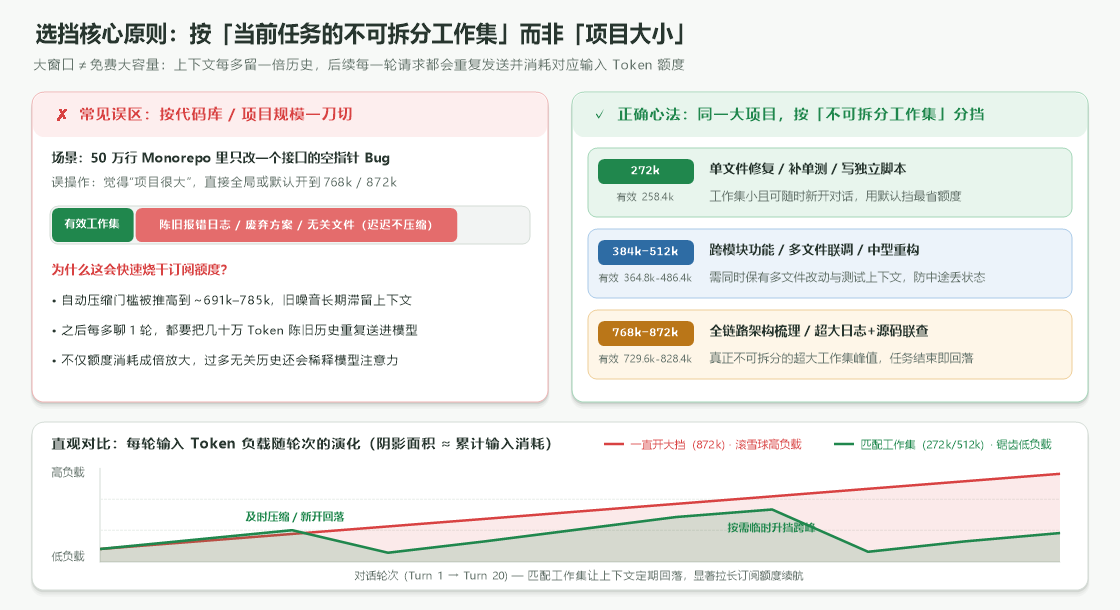 选挡核心原则：按「当前任务的不可拆分工作集」而非「项目大小」
大窗口 ≠ 免费大容量：上下文每多留一倍历史，后续每一轮请求都会重复发送并消耗对应输入 Token 额度
✘ 常见误区：按代码库 / 项目规模一刀切
场景：50 万行 Monorepo 里只改一个接口的空指针 Bug
误操作：觉得"项目很大"，直接全局或默认开到 768k / 872k
有效工作集
陈旧报错日志 / 废弃方案 / 无关文件（迟迟不压缩）
为什么这会快速烧干订阅额度？
• 自动压缩门槛被推高到 ~691k–785k，旧噪音长期滞留上下文
• 之后每多聊 1 轮，都要把几十万 Token 陈旧历史重复送进模型
• 不仅额度消耗成倍放大，过多无关历史还会稀释模型注意力
✓ 正确心法：同一大项目，按「不可拆分工作集」分挡
272k
有效 258.4k
单文件修复 / 补单测 / 写独立脚本
工作集小且可随时新开对话，用默认挡最省额度
384k–512k
有效 364.8k-486.4k
跨模块功能 / 多文件联调 / 中型重构
需同时保有多文件改动与测试上下文，防中途丢状态
768k–872k
有效 729.6k-828.4k
全链路架构梳理 / 超大日志+源码联查
真正不可拆分的超大工作集峰值，任务结束即回落
直观对比：每轮输入 Token 负载随轮次的演化（阴影面积 ≈ 累计输入消耗）
一直开大挡（872k）· 滚雪球高负载
匹配工作集（272k/512k）· 锯齿低负载
高负载
及时压缩 / 新开回落
按需临时升挡跨峰
低负载
对话轮次（Turn 1 → Turn 20）— 匹配工作集让上下文定期回落，显著拉长订阅额度续航